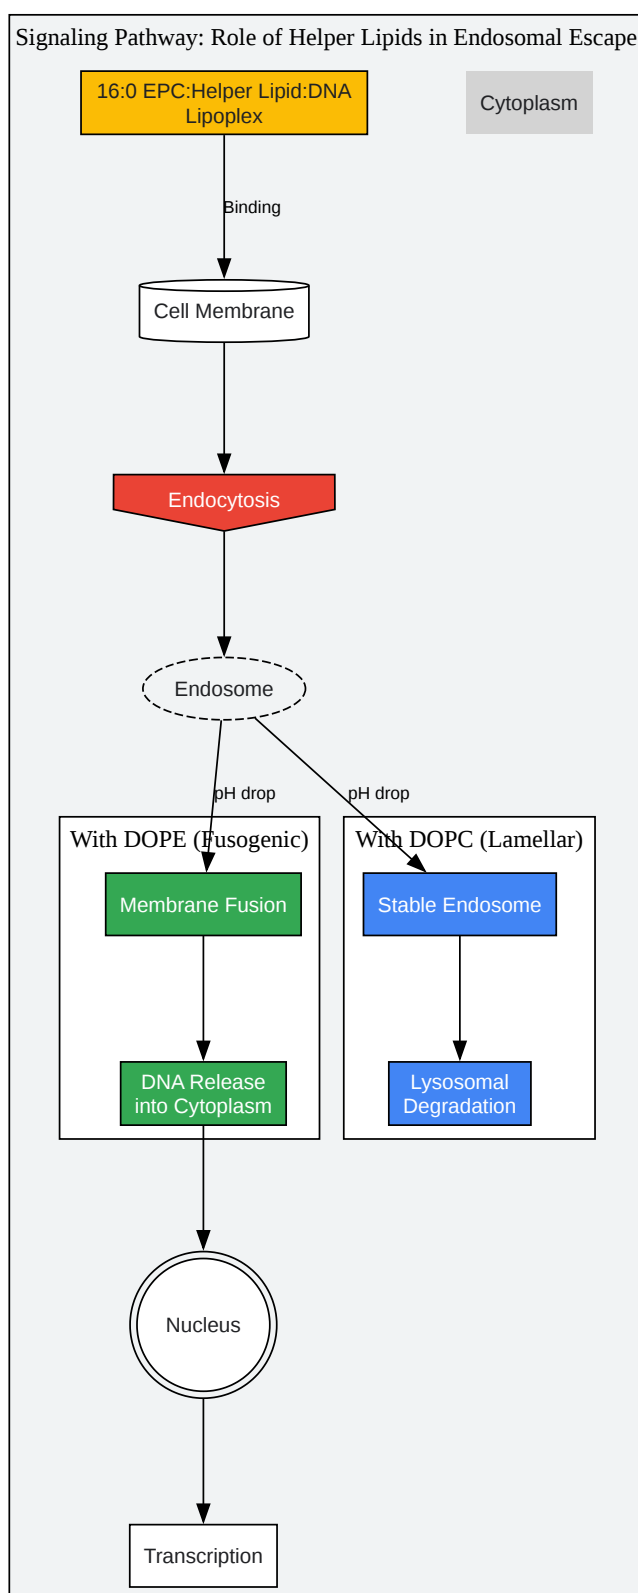 Signaling Pathway: Role of Helper Lipids in Endosomal Escape
16:0 EPC:Helper Lipid:DNA
Lipoplex
Cytoplasm
Binding
Cell Membrane
Endocytosis
Endosome
pH drop
pH drop
With DOPE (Fusogenic)
With DOPC (Lamellar)
Membrane Fusion
Stable Endosome
DNA Release
into Cytoplasm
Lysosomal
Degradation
Nucleus
Transcription